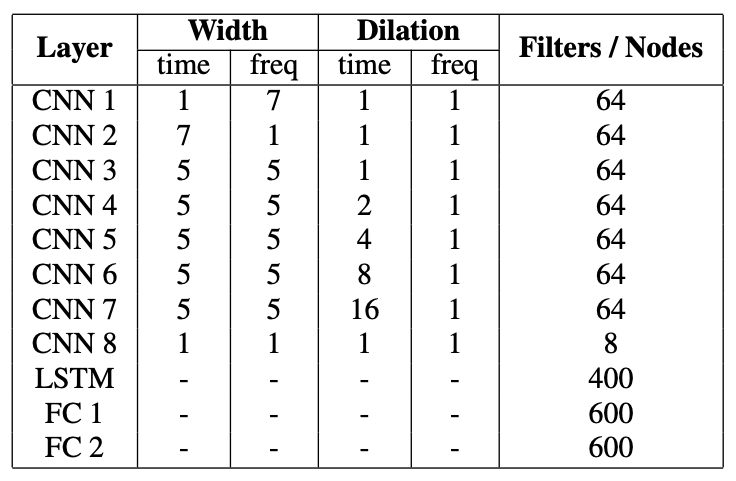 Layer Width Dilation Filters / Nodes
time freq time freq
CNN 1 1 7 1 1 64
CNN 2 7 1 1 1 64
CNN 3 5 5 1 1 64
CNN 4 5 5 2 1 64
CNN 5 5 5 4 1 64
CNN 6 5 5 8 1 64
CNN 7 5 5 16 1 64
CNN 8 1 1 1 1 8
LSTM - - - - 400
FC 1 - - - - 600
FC 2 - - - - 600